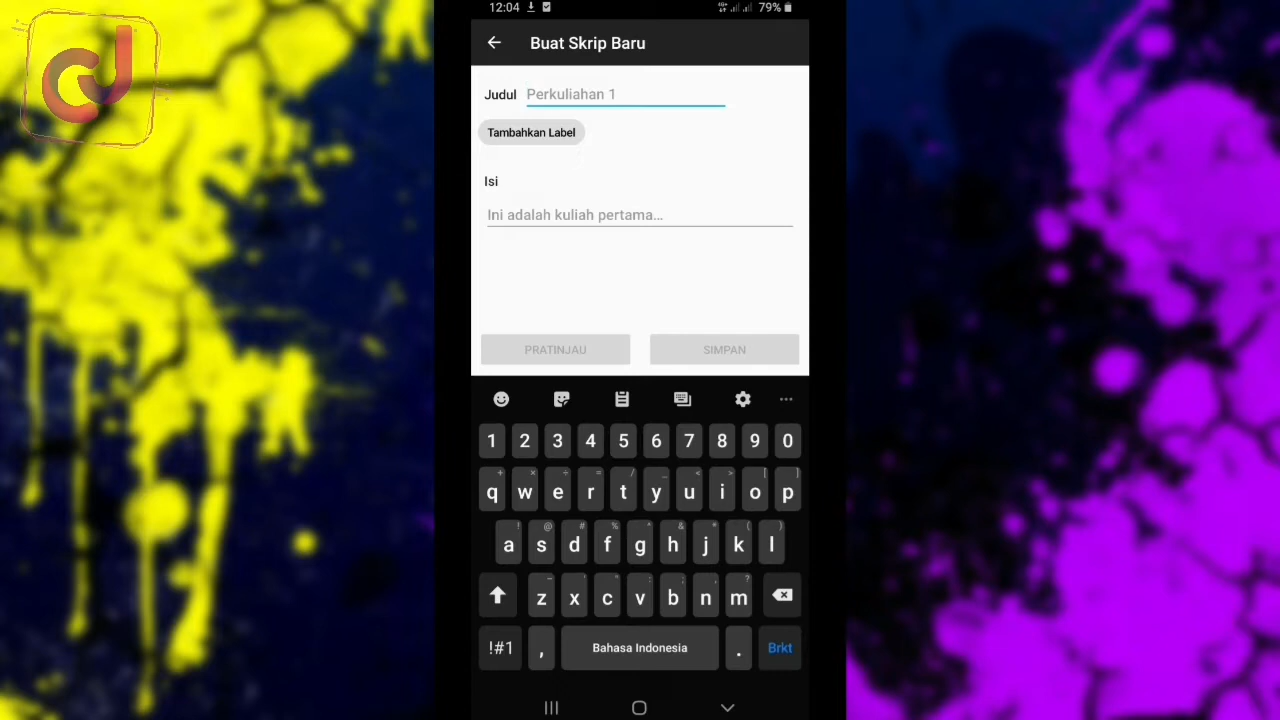 12:04 4G+ 79%
Buat Skrip Baru
Judul Perkuliahan 1
Tambahkan Label
Isi
Ini adalah kuliah pertama...
PRATINJAU SIMPAN
1 2 3 4 5 6 7 8 9 0
+ × ÷ = / _ < > [ ]
q w e r t y u i o p
! @ # % ^ & * ( )
a s d f g h j k l
- ' " : ; , ?
z x c v b n m
!#1 , Bahasa Indonesia . Brkt